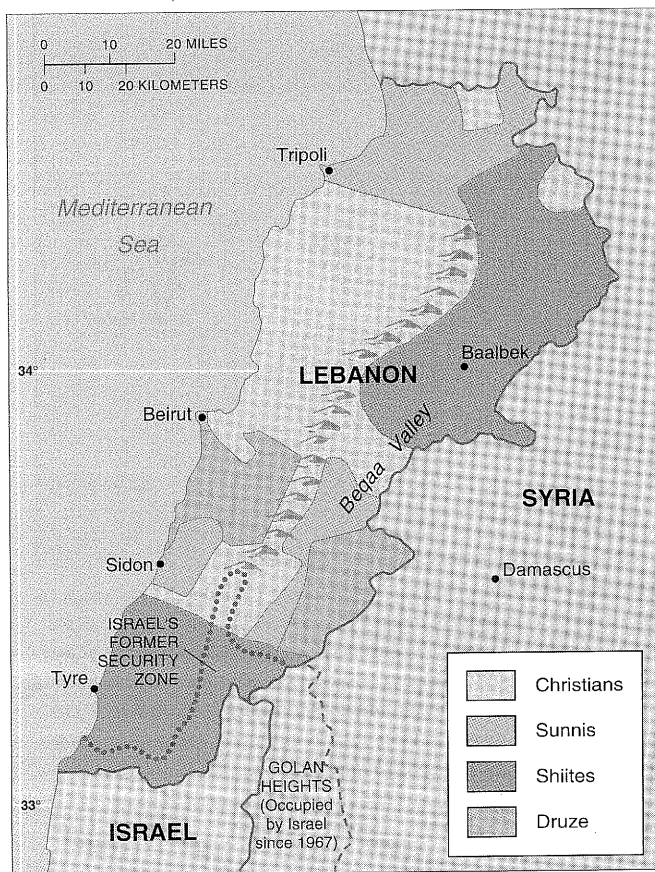 0 10 20 MILES
0 10 20 KILOMETERS
Tripoli
Mediterranean
Sea
34°
LEBANON
Baalbek
Beirut
Beqaa Valley
SYRIA
Sidon
Damascus
ISRAEL'S
FORMER
SECURITY
ZONE
Tyre
Christians
Sunnis
Shiites
Druze
33°
GOLAN
HEIGHTS
(Occupied
by Israel
since 1967)
ISRAEL